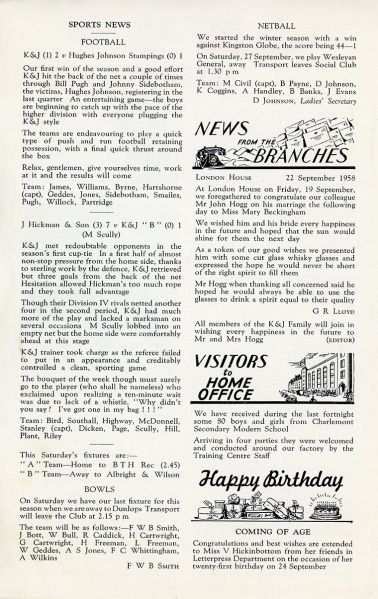 SPORTS NEWS
FOOTBALL
K&J (1) 2 v Hughes Johnson Stampings (0) 1
Our first win of the season and a good effort
K&J hit the back of the net a couple of times
through Bill Pugh and Johnny Sidebotham,
the victims, Hughes Johnson, registering in the
last quarter An entertaining game—the boys
are beginning to catch up with the pace of the
higher division with everyone plugging the
K&J style
The teams are endeavouring to play a quick
type of push and run football retaining
possession, with a final quick thrust around
the box
Relax, gentlemen, give yourselves time, work
at it and the results will come
Team: James, Williams, Byrne, Hartshorne
(capt), Geddes, Jones, Sidebotham, Smailes,
Pugh, Willock, Partridge
J Hickman & Son (3) 7 v K&J "B" (0) 1
(M Scully)
K&J met redoubtable opponents in the
season's first cup-tie In a first half of almost
non-stop pressure from the home side, thanks
to sterling work by the defence, K&J retrieved
but three goals from the back of the net
Hesitation allowed Hickman's too much rope
and they took full advantage
Though their Division IV rivals netted another
four in the second period, K&J had much
more of the play and lacked a marksman on
several occasions M Scully lobbed into an
empty net but the home side were comfortably
ahead at this stage
K&J trainer took charge as the referee failed
to put in an appearance and creditably
controlled a clean, sporting game
The bouquet of the week though must surely
go to the player (who shall be nameless) who
exclaimed upon realizing a ten-minute wait
was due to lack of a whistle, "Why didn't
you say? I've got one in my bag ! ! ! "
Team: Bird, Southall, Highway, McDonnell,
Stanley (capt), Dicken, Page, Scully, Hill,
Plant, Riley
This Saturday's fixtures are:—
"A" Team—Home to B T H Rec (2.45)
"B" Team—Away to Albright & Wilson
BOWLS
On Saturday we have our last fixture for this
season when we are away to Dunlops Transport
will leave the Club at 2.15 p m
The team will be as follows:—F W B Smith,
J Bott, W Bull, R Caddick, H Cartwright,
G Cartwright, H Freeman, L Freeman,
W Geddes, A S Jones, F C Whittingham,
A Wilkins
F W B SMITH
NETBALL
We started the winter season with a win
against Kingston Globe, the score being 44—1
On Saturday, 27 September, we play Wesleyan
General, away Transport leaves Social Club
at 1.30 p m
Team: M Civil (capt), B Payne, D Johnson,
K Coggins, A Handley, B Banks, J Evans
D JOHNSON, Ladies' Secretary
NEWS
FROM THE
BRANCHES
LONDON HOUSE 22 September 1958
At London House on Friday, 19 September,
we foregathered to congratulate our colleague
Mr John Hogg on his marriage the following
day to Miss Mary Beckingham
We wished him and his bride every happiness
in the future and hoped that the sun would
shine for them the next day
As a token of our good wishes we presented
him with some cut glass whisky glasses and
expressed the hope he would never be short
of the right spirit to fill them
Mr Hogg when thanking all concerned said he
hoped he would always be able to use the
glasses to drink a spirit equal to their quality
G R LLOYD
All members of the K&J Family will join in
wishing every happiness in the future to
Mr and Mrs Hogg (EDITOR)
VISITORS
to
HOME
OFFICE
We have received during the last fortnight
some 80 boys and girls from Charlemont
Secondary Modern School
Arriving in four parties they were welcomed
and conducted around our factory by the
Training Centre Staff
Happy Birthday
COMING OF AGE
Congratulations and best wishes are extended
to Miss V Hickinbottom from her friends in
Letterpress Department on the occasion of her
twenty-first birthday on 24 September